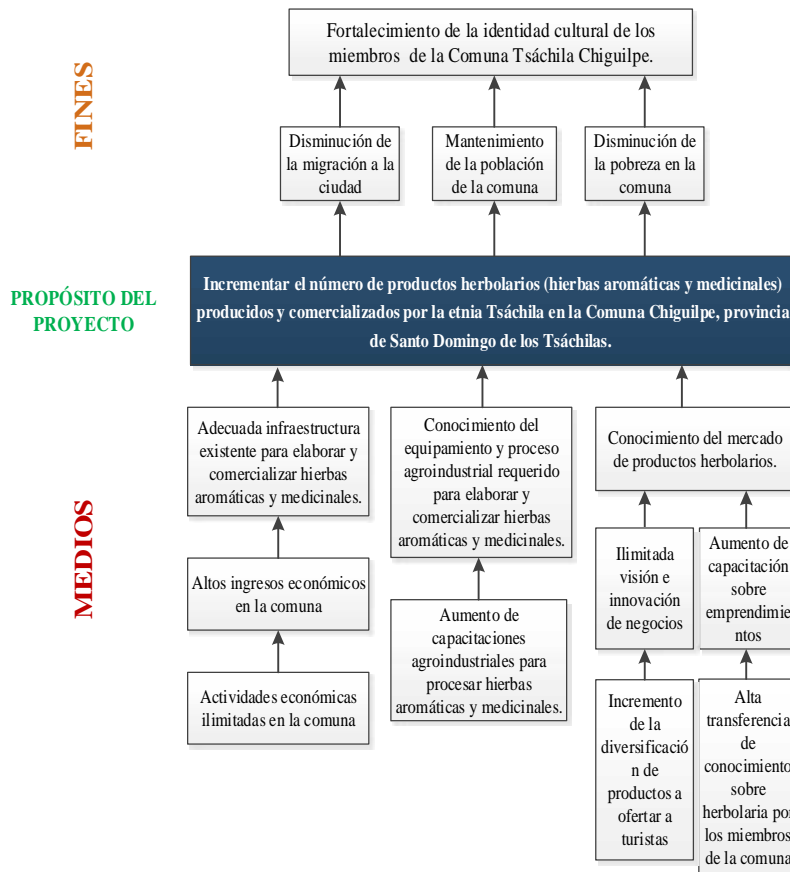 FINES
Fortalecimiento de la identidad cultural de los
miembros de la Comuna Tsáchila Chiguilpe.
Disminución de
la migración a la
ciudad
Mantenimiento
de la población
de la comuna
Disminución de
la pobreza en la
comuna
PROPÓSITO DEL
PROYECTO
Incrementar el número de productos herbolarios (hierbas aromáticas y medicinales)
producidos y comercializados por la etnia Tsáchila en la Comuna Chiguilpe, provincia
de Santo Domingo de los Tsáchilas.
MEDIOS
Adecuada infraestructura
existente para elaborar y
comercializar hierbas
aromáticas y medicinales.
Altos ingresos económicos
en la comuna
Actividades económicas
ilimitadas en la comuna
Conocimiento del
equipamiento y proceso
agroindustrial requerido
para elaborar y
comercializar hierbas
aromáticas y medicinales.
Aumento de
capacitaciones
agroindustriales para
procesar hierbas
aromáticas y medicinales.
Conocimiento del mercado
de productos herbolarios.
Ilimitada
visión e
innovación
de negocios
Incremento
de la
diversificació
n de
productos a
ofertar a
turistas
Aumento de
capacitación
sobre
emprendimie
ntos
Alta
transferencia
de
conocimiento
sobre
herbolaria por
los miembros
de la comuna